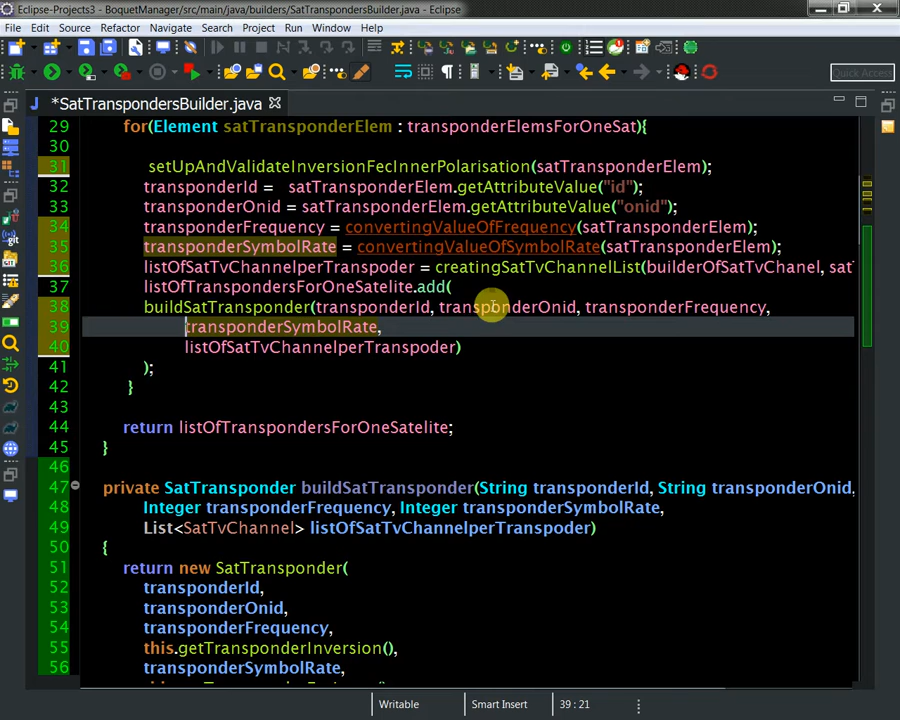 Eclipse-Projects3 - BoquetManager/src/main/java/builders/SatTranspondersBuilder.java - Eclipse
File Edit Source Refactor Navigate Search Project Run Window Help
Quick Access
*SatTranspondersBuilder.java
29 for(Element satTransponderElem : transponderElemsForOneSat){
30
31 setUpAndValidateInversionFecInnerPolarisation(satTransponderElem);
32 transponderId = satTransponderElem.getAttributeValue("id");
33 transponderOnid = satTransponderElem.getAttributeValue("onid");
34 transponderFrequency = convertingValueOfFrequency(satTransponderElem);
35 transponderSymbolRate = convertingValueOfSymbolRate(satTransponderElem);
36 listOfSatTvChannelperTranspoder = creatingSatTvChannelList(builderOfSatTvChanel, sat
37 listOfTranspondersForOneSatelite.add(
38 buildSatTransponder(transponderId, transponderOnid, transponderFrequency,
39 transponderSymbolRate,
40 listOfSatTvChannelperTranspoder)
41 );
42 }
43
44 return listOfTranspondersForOneSatelite;
45 }
46
47 private SatTransponder buildSatTransponder(String transponderId, String transponderOnid,
48 Integer transponderFrequency, Integer transponderSymbolRate,
49 List<SatTvChannel> listOfSatTvChannelperTranspoder)
50 {
51 return new SatTransponder(
52 transponderId,
53 transponderOnid,
54 transponderFrequency,
55 this.getTransponderInversion(),
56 transponderSymbolRate,
Writable Smart Insert 39 : 21